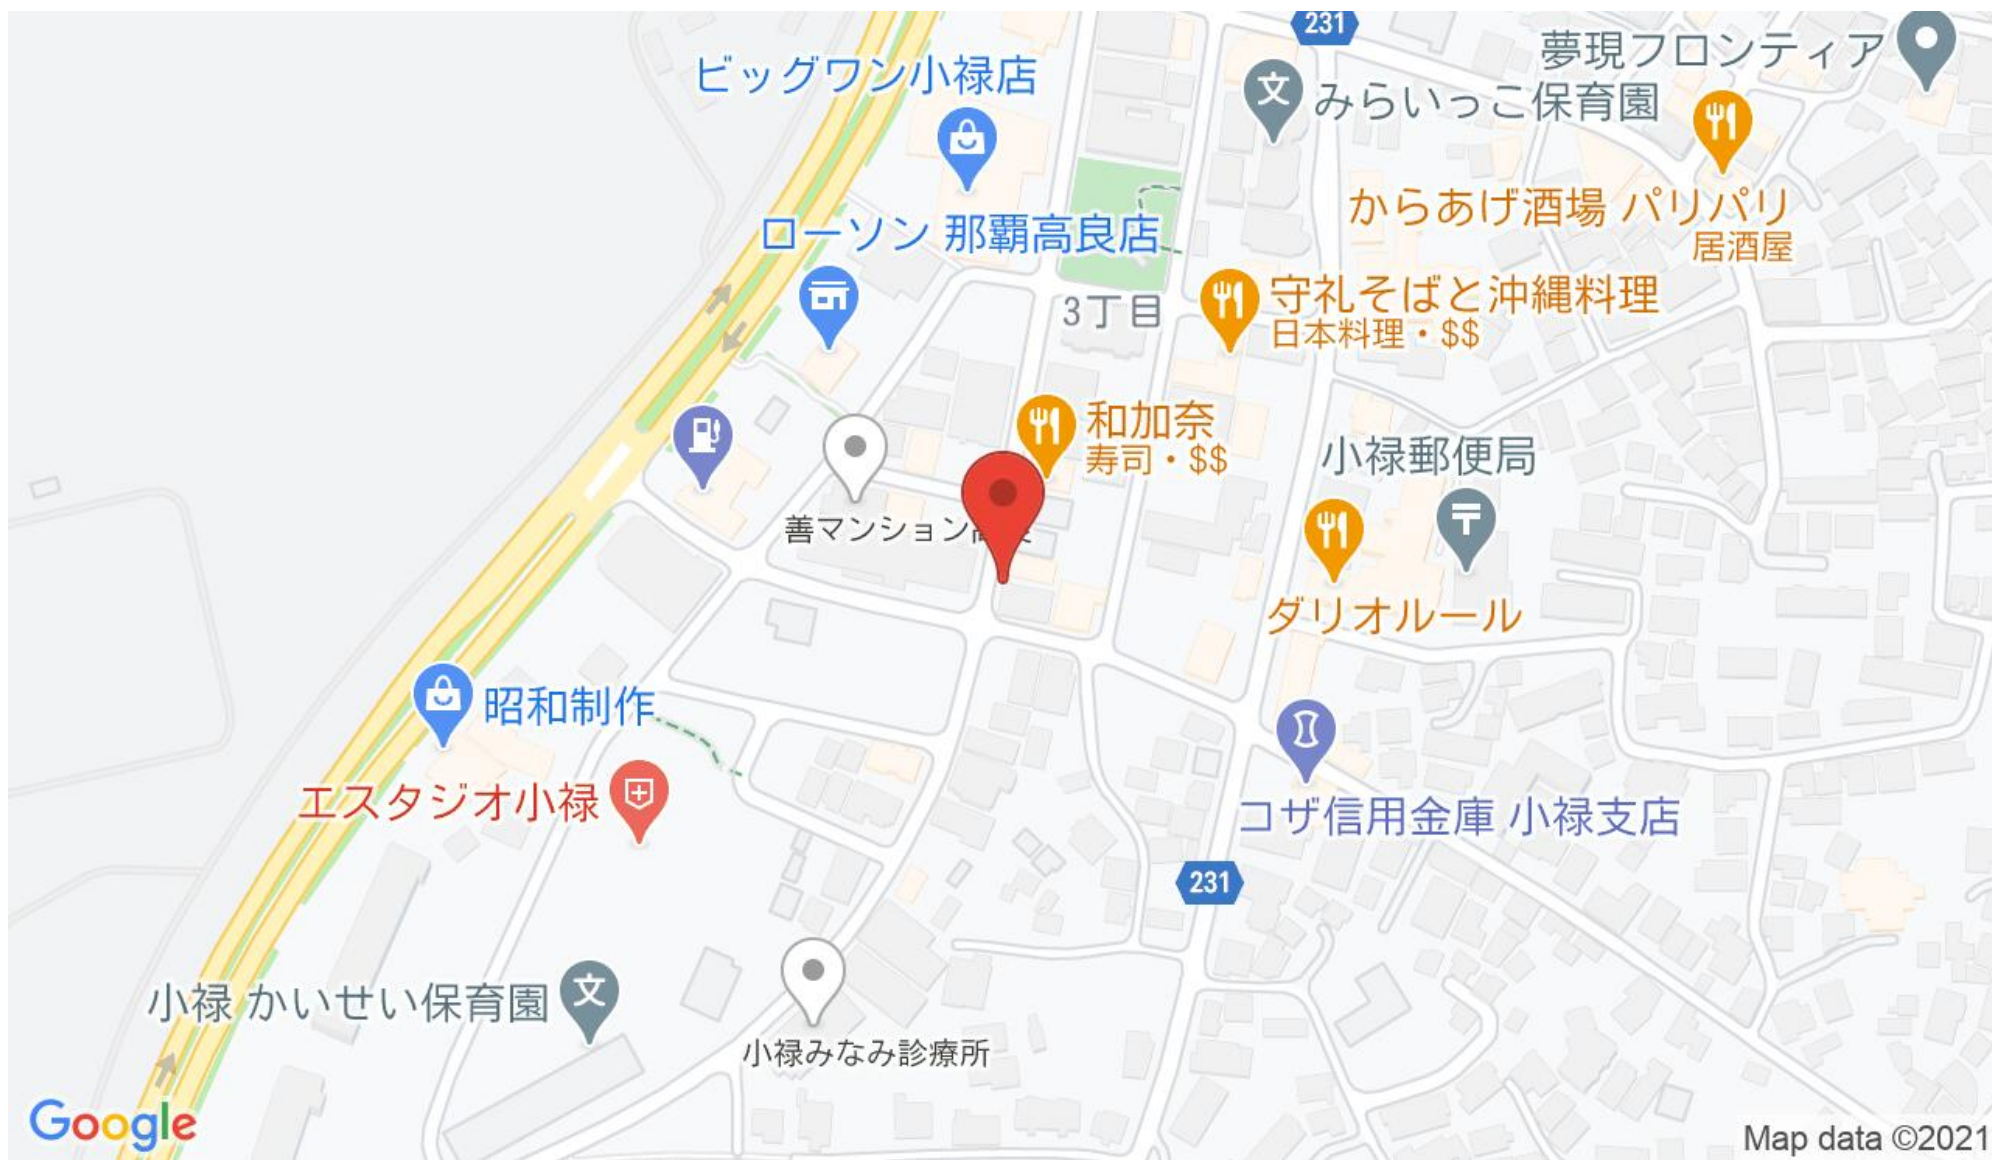 231
夢現フロンティア
ビッグワン小禄店
みらいっこ保育園
からあげ酒場 パリパリ
居酒屋
ローソン 那覇高良店
守礼そばと沖縄料理
日本料理・$$
3丁目
和加奈
寿司・$$
小禄郵便局
善マンション
ダリオルール
昭和制作
エスタジオ小禄
コザ信用金庫 小禄支店
231
小禄 かいせい保育園
小禄みなみ診療所
Google
Map data ©2021